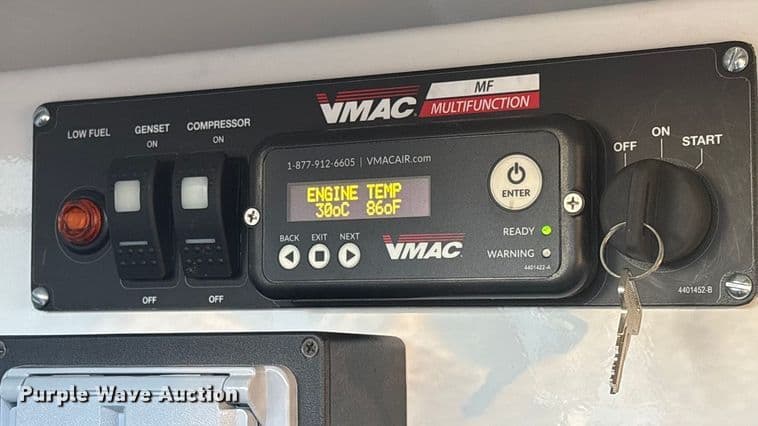 VMAC MF
MULTIFUNCTION
LOW FUEL
GENSET
ON
OFF
COMPRESSOR
ON
OFF
1-877-912-6605 | VMACAIR.com
ENGINE TEMP
30oC 86oF
ENTER
BACK EXIT NEXT
VMAC
READY
WARNING
4401422-A
OFF
ON
START
4401452-B
Purple Wave Auction